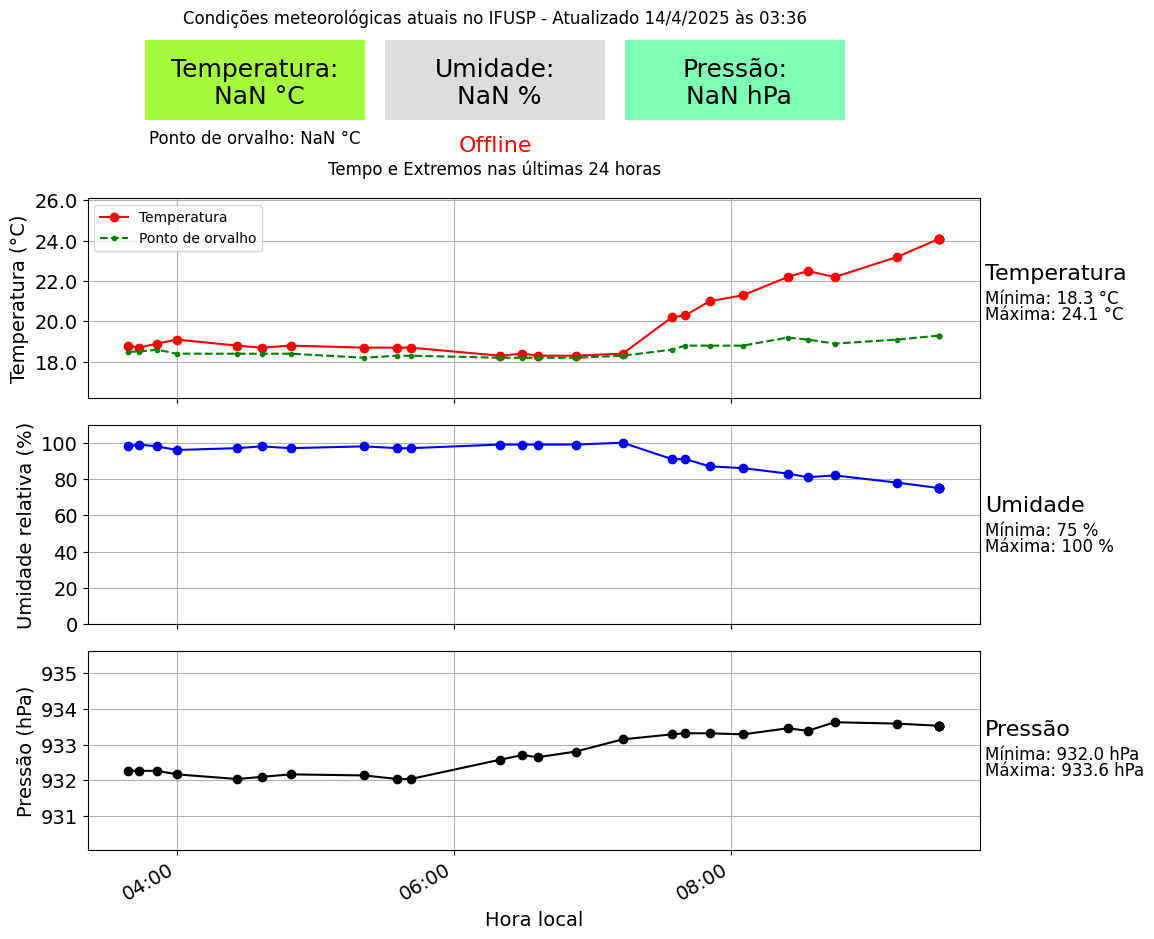 Condições meteorológicas atuais no IFUSP - Atualizado 14/4/2025 às 03:36
Temperatura:
NaN °C
Umidade:
NaN %
Pressão:
NaN hPa
Ponto de orvalho: NaN °C
Offline
Tempo e Extremos nas últimas 24 horas
Temperatura (°C)
26.0
24.0
22.0
20.0
18.0
Temperatura
Ponto de orvalho
Temperatura
Mínima: 18.3 °C
Máxima: 24.1 °C
Umidade relativa (%)
100
80
60
40
20
0
Umidade
Mínima: 75 %
Máxima: 100 %
Pressão (hPa)
935
934
933
932
931
Pressão
Mínima: 932.0 hPa
Máxima: 933.6 hPa
04:00
06:00
08:00
Hora local